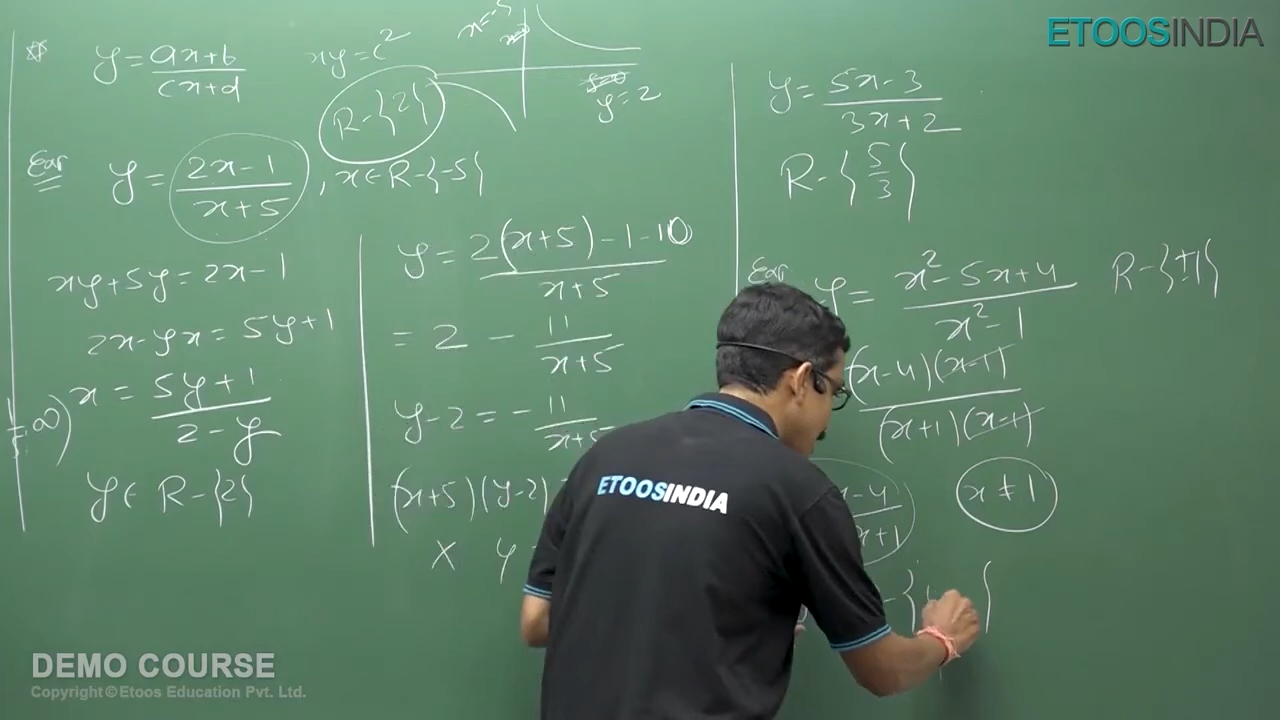 ETOOSINDIA
y = ax+b / cx+d
xy = c²
x=-5
y=2
R-{2}
Ex
y = 2x-1 / x+5 , x∈R-{-5}
xy+5y=2x-1
2x-yx=5y+1
x = 5y+1 / 2-y
y∈ R-{2}
y = 2(x+5)-1-10 / x+5
= 2 - 11 / x+5
y-2 = -11 / x+5
(x+5)(y-2)
X Y
y = 5x-3 / 3x+2
R-{5/3}
Ex
y = x²-5x+4 / x²-1 R-{±1}
(x-4)(x-1) / (x+1)(x-1)
x-4 / x+1 x≠1
ETOOSINDIA
DEMO COURSE
Copyright © Etoos Education Pvt. Ltd.